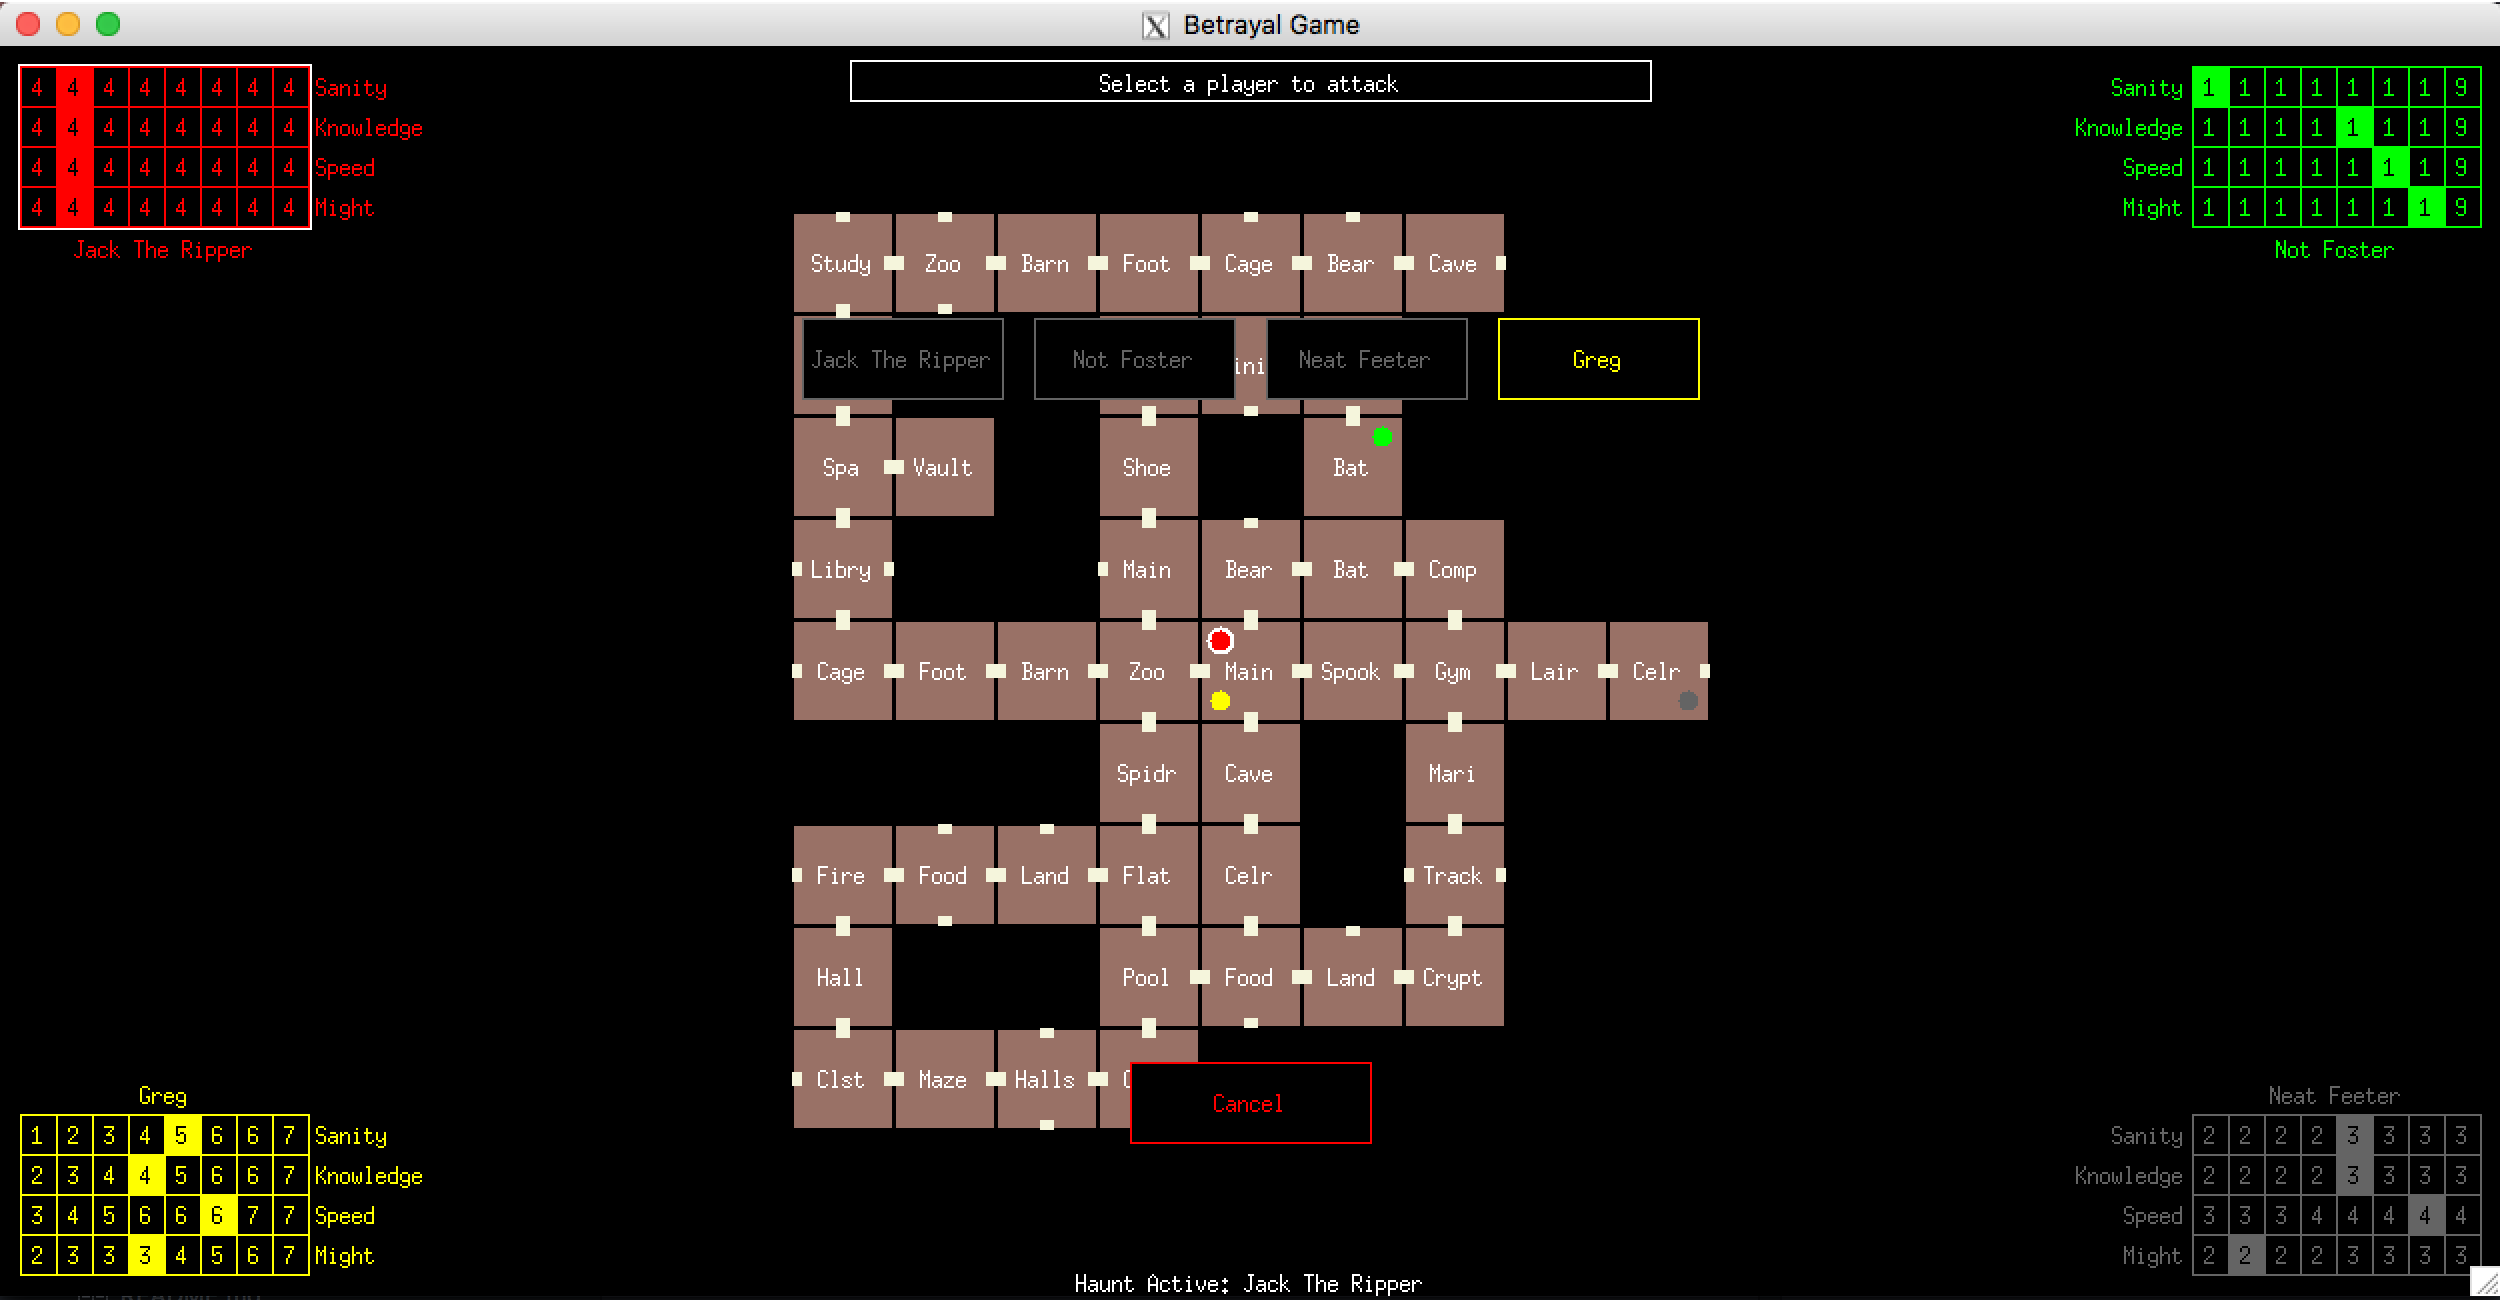 Betrayal Game
Select a player to attack
4 4 4 4 4 4 4 4 Sanity
4 4 4 4 4 4 4 4 Knowledge
4 4 4 4 4 4 4 4 Speed
4 4 4 4 4 4 4 4 Might
Jack The Ripper
Sanity 1 1 1 1 1 1 1 9
Knowledge 1 1 1 1 1 1 1 9
Speed 1 1 1 1 1 1 1 9
Might 1 1 1 1 1 1 1 9
Not Foster
Study Zoo Barn Foot Cage Bear Cave
Jack The Ripper Not Foster ini Neat Feeter Greg
Spa Vault Shoe Bat
Libry Main Bear Bat Comp
Cage Foot Barn Zoo Main Spook Gym Lair Celr
Spidr Cave Mari
Fire Food Land Flat Celr Track
Hall Pool Food Land Crypt
Clst Maze Halls
Cancel
Greg
1 2 3 4 5 6 6 7 Sanity
2 3 4 4 5 6 6 7 Knowledge
3 4 5 6 6 6 7 7 Speed
2 3 3 3 4 5 6 7 Might
Neat Feeter
Sanity 2 2 2 2 3 3 3 3
Knowledge 2 2 2 2 3 3 3 3
Speed 3 3 3 4 4 4 4 4
Might 2 2 2 2 3 3 3 3
Haunt Active: Jack The Ripper